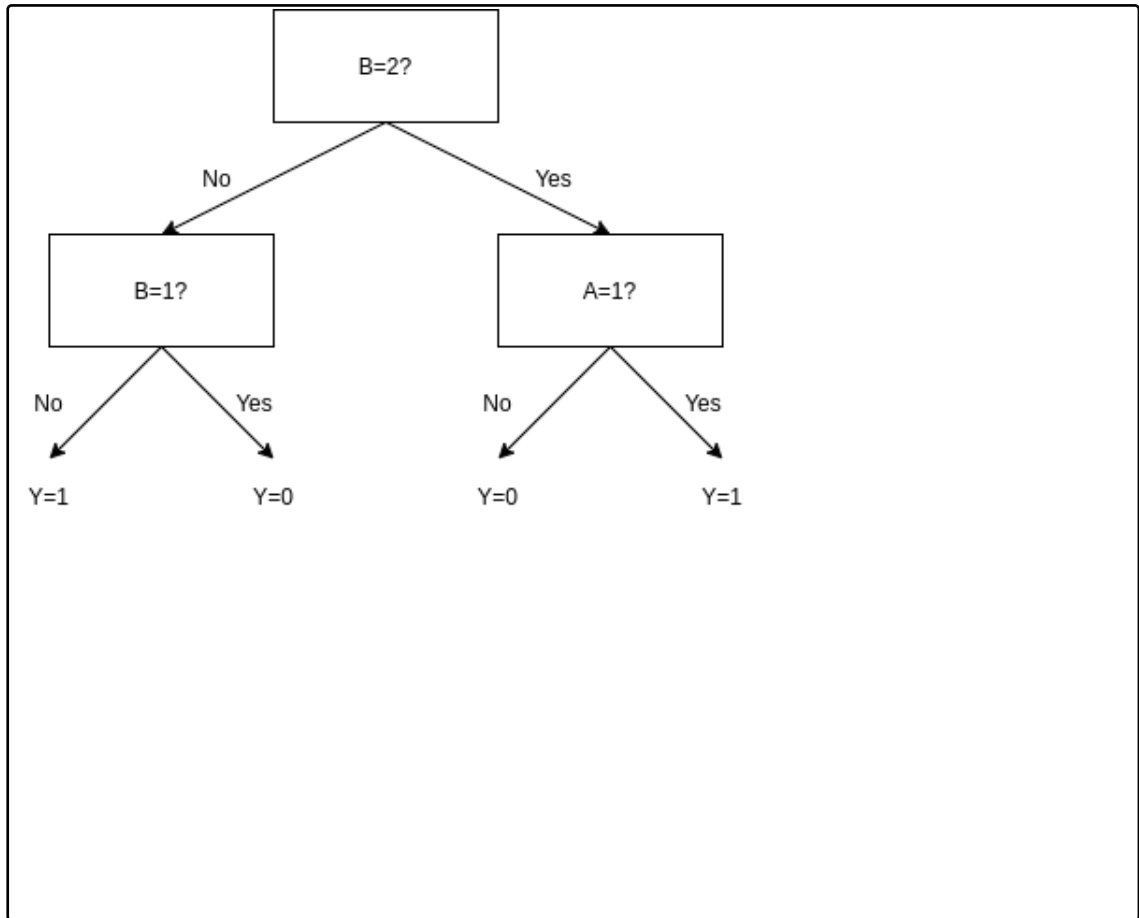 B=2?
No
Yes
B=1?
A=1?
No
Yes
No
Yes
Y=1
Y=0
Y=0
Y=1